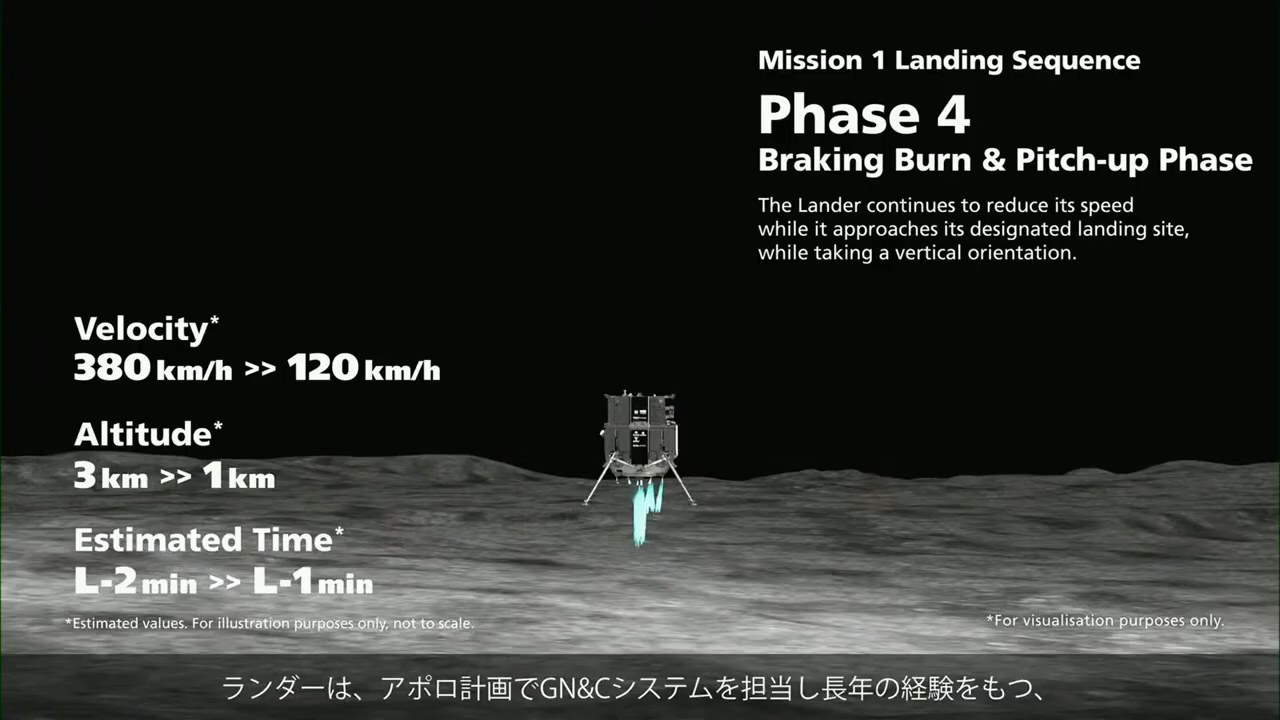 Mission 1 Landing Sequence
Phase 4
Braking Burn & Pitch-up Phase
The Lander continues to reduce its speed
while it approaches its designated landing site,
while taking a vertical orientation.
Velocity*
380 km/h >> 120 km/h
Altitude*
3 km >> 1 km
Estimated Time*
L-2 min >> L-1 min
*Estimated values. For illustration purposes only, not to scale.
*For visualisation purposes only.
ランダーは、アポロ計画でGN&Cシステムを担当し長年の経験をもつ、